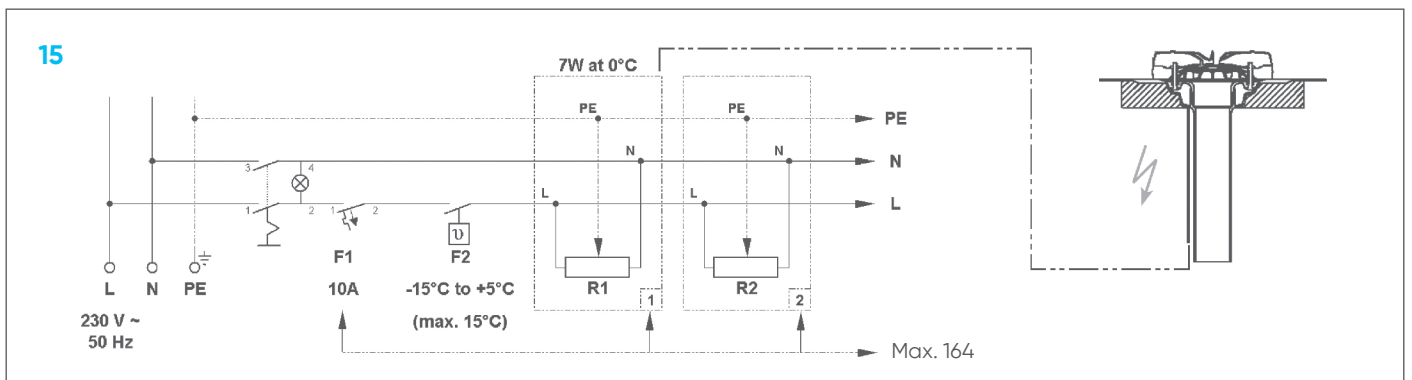 15
7W at 0°C
PE PE PE
N N N
3 4
L L L
1 2 1 2
υ
F1 F2 R1 1 R2 2
L N PE 10A -15°C to +5°C
(max. 15°C)
230 V ~
50 Hz
Max. 164